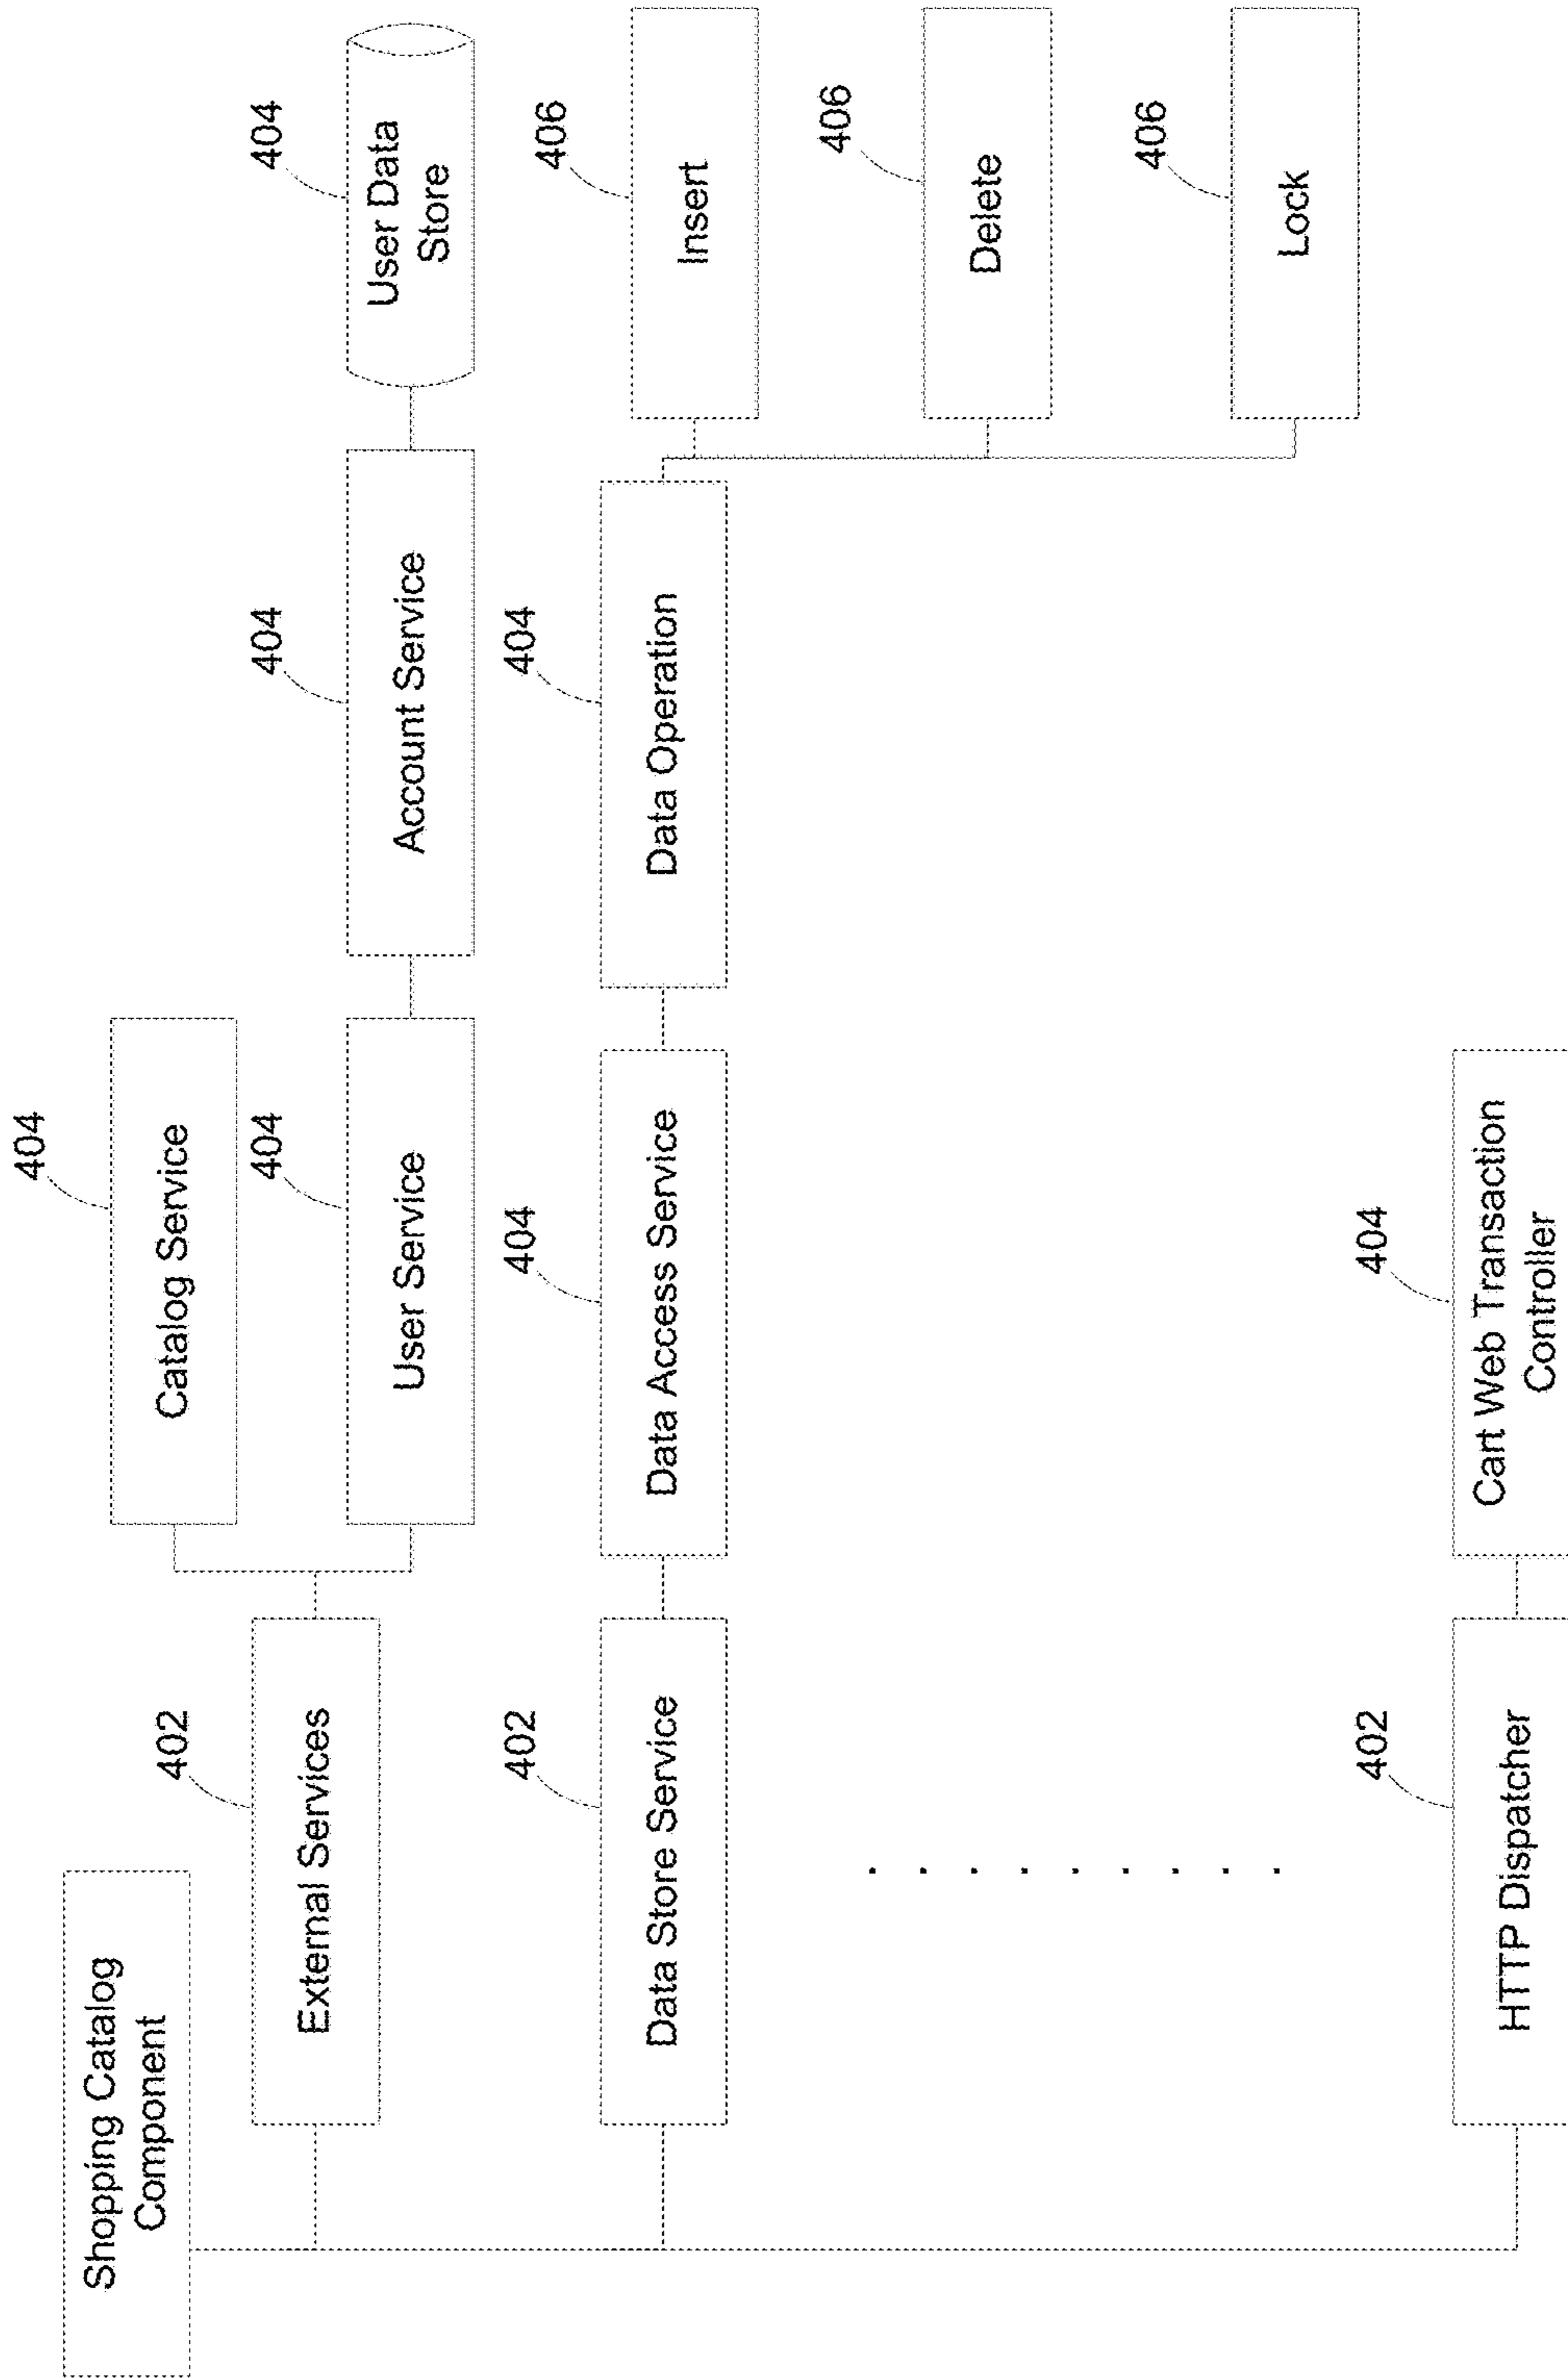 Shopping Catalog
Component
402
External Services
404
Catalog Service
404
User Service
404
Account Service
404
User Data
Store
402
Data Store Service
404
Data Access Service
404
Data Operation
406
Insert
406
Delete
406
Lock
402
HTTP Dispatcher
404
Cart Web Transaction
Controller